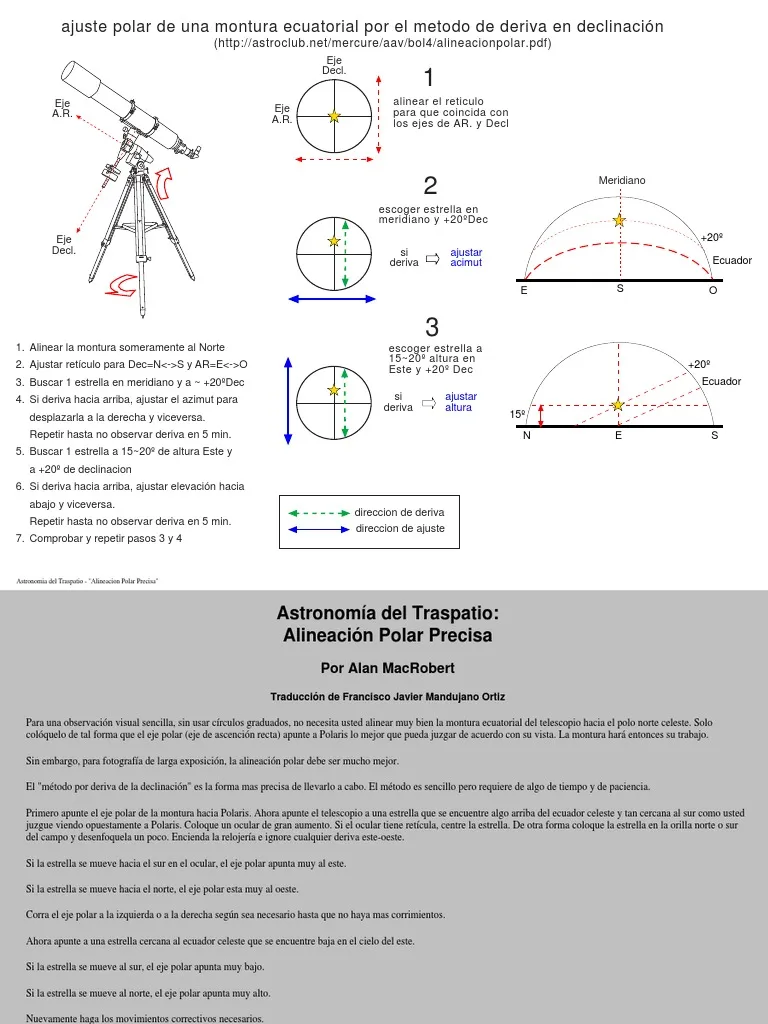 ajuste polar de una montura ecuatorial por el metodo de deriva en declinación
(http://astroclub.net/mercure/aav/bol4/alineacionpolar.pdf)
Eje
A.R.
Eje
Decl.
Eje
Decl.
Eje
A.R.
1
alinear el reticulo
para que coincida con
los ejes de AR. y Decl
2
escoger estrella en
meridiano y +20ºDec
si
deriva
ajustar
acimut
Meridiano
+20º
Ecuador
E
S
O
3
escoger estrella a
15~20º altura en
Este y +20º Dec
si
deriva
ajustar
altura
+20º
Ecuador
15º
N
E
S
1. Alinear la montura someramente al Norte
2. Ajustar retículo para Dec=N<->S y AR=E<->O
3. Buscar 1 estrella en meridiano y a ~ +20ºDec
4. Si deriva hacia arriba, ajustar el azimut para
desplazarla a la derecha y viceversa.
Repetir hasta no observar deriva en 5 min.
5. Buscar 1 estrella a 15~20º de altura Este y
a +20º de declinacion
6. Si deriva hacia arriba, ajustar elevación hacia
abajo y viceversa.
Repetir hasta no observar deriva en 5 min.
7. Comprobar y repetir pasos 3 y 4
direccion de deriva
direccion de ajuste
Astronomia del Traspatio - "Alineacion Polar Precisa"
Astronomía del Traspatio:
Alineación Polar Precisa
Por Alan MacRobert
Traducción de Francisco Javier Mandujano Ortiz
Para una observación visual sencilla, sin usar círculos graduados, no necesita usted alinear muy bien la montura ecuatorial del telescopio hacia el polo norte celeste. Solo
colóquelo de tal forma que el eje polar (eje de ascención recta) apunte a Polaris lo mejor que pueda juzgar de acuerdo con su vista. La montura hará entonces su trabajo.
Sin embargo, para fotografía de larga exposición, la alineación polar debe ser mucho mejor.
El "método por deriva de la declinación" es la forma mas precisa de llevarlo a cabo. El método es sencillo pero requiere de algo de tiempo y de paciencia.
Primero apunte el eje polar de la montura hacia Polaris. Ahora apunte el telescopio a una estrella que se encuentre algo arriba del ecuador celeste y tan cercana al sur como usted
juzgue viendo opuestamente a Polaris. Coloque un ocular de gran aumento. Si el ocular tiene retícula, centre la estrella. De otra forma coloque la estrella en la orilla norte o sur
del campo y desenfoquela un poco. Encienda la relojería e ignore cualquier deriva este-oeste.
Si la estrella se mueve hacia el sur en el ocular, el eje polar apunta muy al este.
Si la estrella se mueve hacia el norte, el eje polar esta muy al oeste.
Corra el eje polar a la izquierda o a la derecha según sea necesario hasta que no haya mas corrimientos.
Ahora apunte a una estrella cercana al ecuador celeste que se encuentre baja en el cielo del este.
Si la estrella se mueve al sur, el eje polar apunta muy bajo.
Si la estrella se mueve al norte, el eje polar apunta muy alto.
Nuevamente haga los movimientos correctivos necesarios.